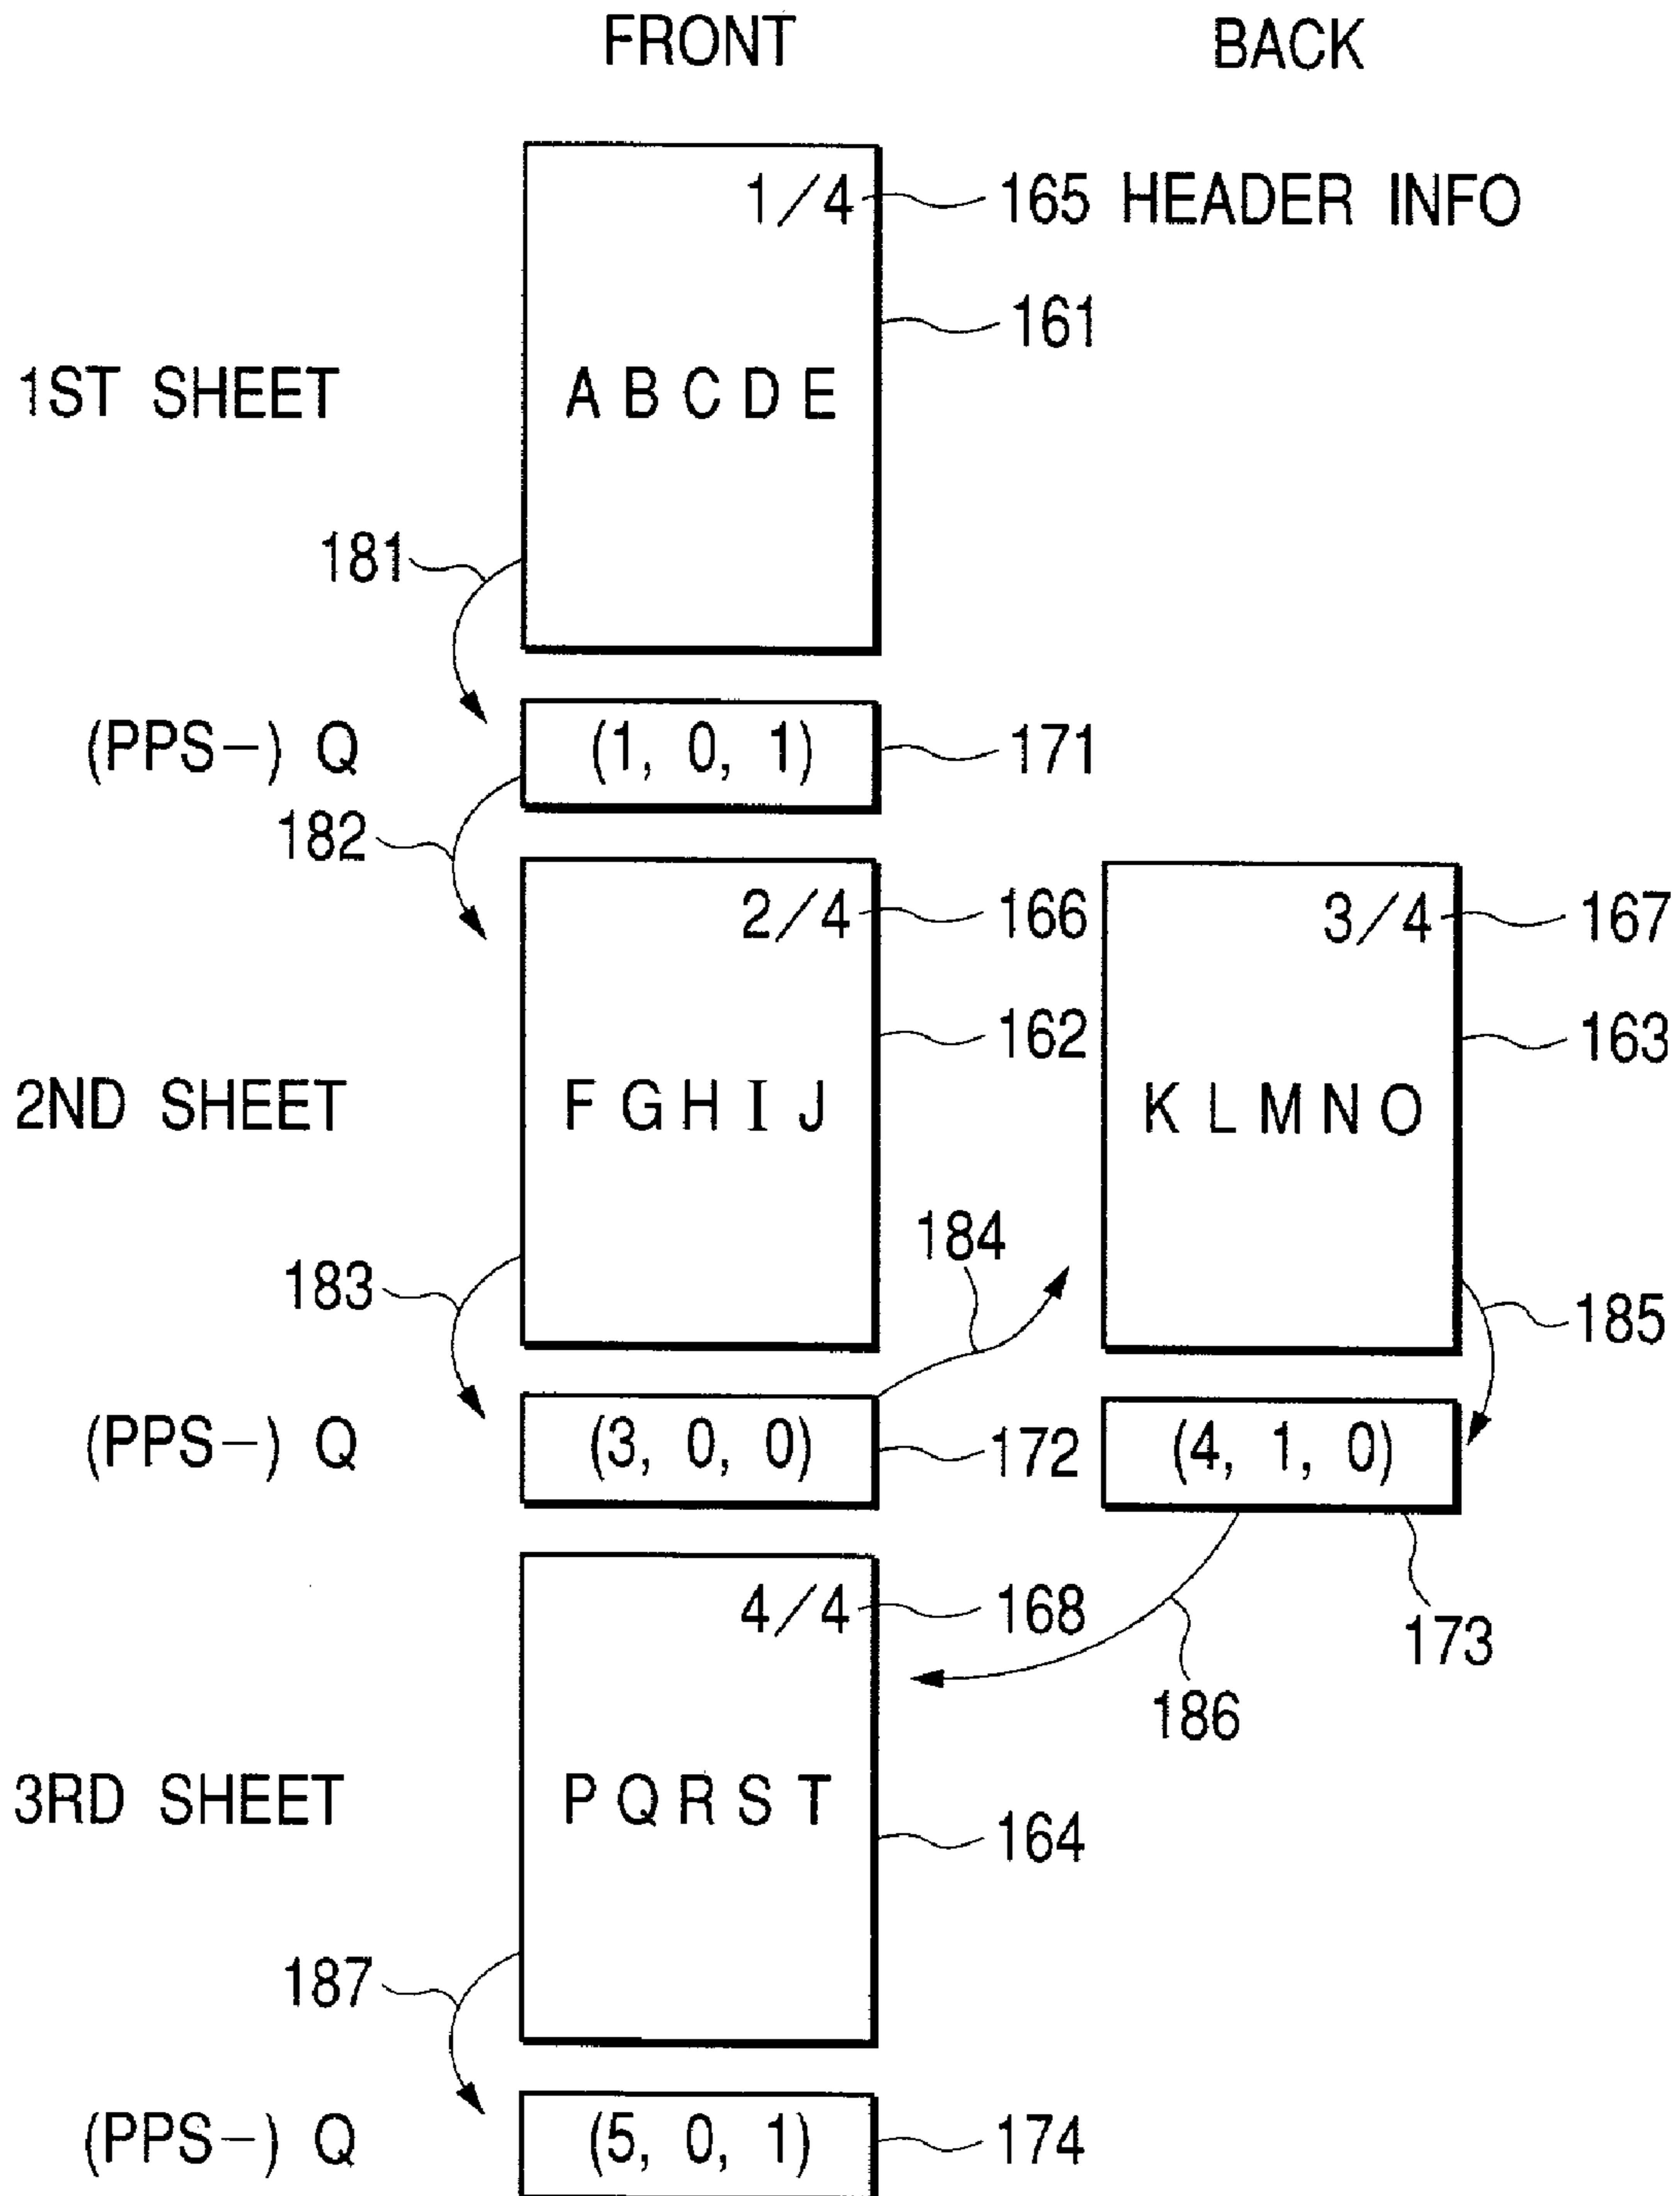 FRONT BACK
1/4 165 HEADER INFO
161
1ST SHEET A B C D E
181
(PPS-) Q (1, 0, 1) 171
182
2/4 166 3/4 167
162 163
2ND SHEET F G H I J K L M N O
184
183 185
(PPS-) Q (3, 0, 0) 172 (4, 1, 0)
4/4 168 173
186
3RD SHEET P Q R S T
164
187
(PPS-) Q (5, 0, 1) 174